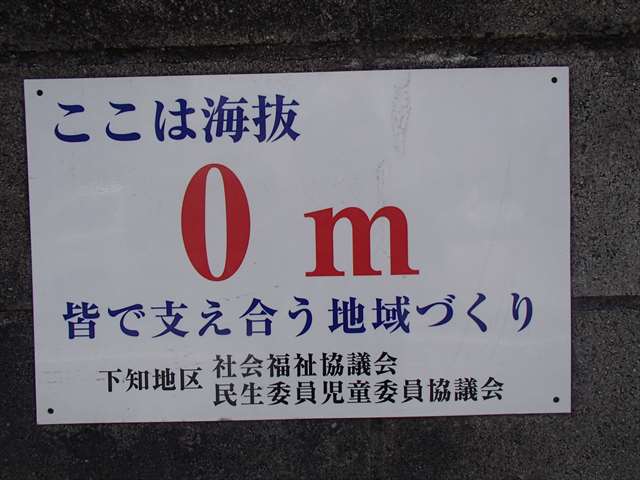 ここは海抜
0 m
皆で支え合う地域づくり
下知地区 社会福祉協議会
民生委員児童委員協議会